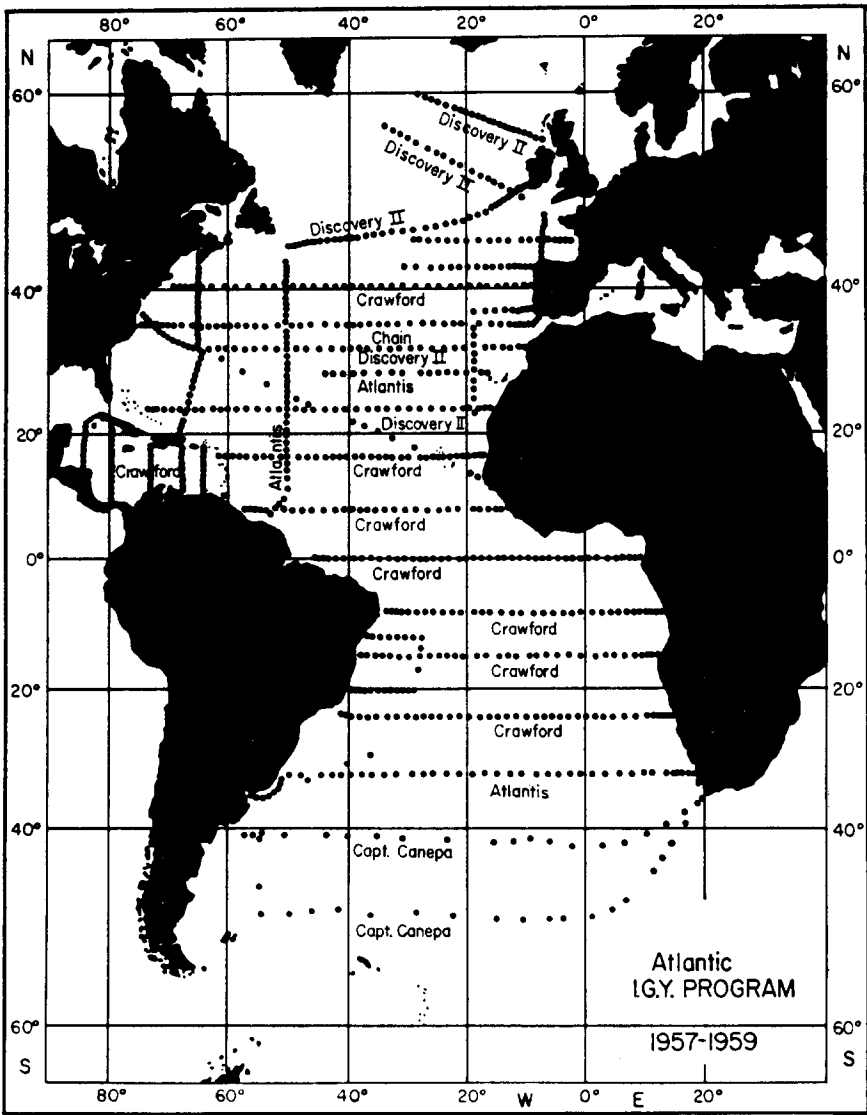 80° 60° 40° 20° 0° 20°
N N
60° 60°
Discovery II
Discovery II
Discovery II
40° 40°
Crawford
Chain
Discovery II
Atlantis
Discovery II
20° 20°
Atlantis
Crawford
Crawford
Crawford
0° 0°
Crawford
Crawford
Crawford
20° 20°
Crawford
Atlantis
40° 40°
Capt. Canepa
Capt. Canepa
Atlantic
I.G.Y. PROGRAM
1957-1959
60° 60°
S S
80° 60° 40° 20° W 0° E 20°